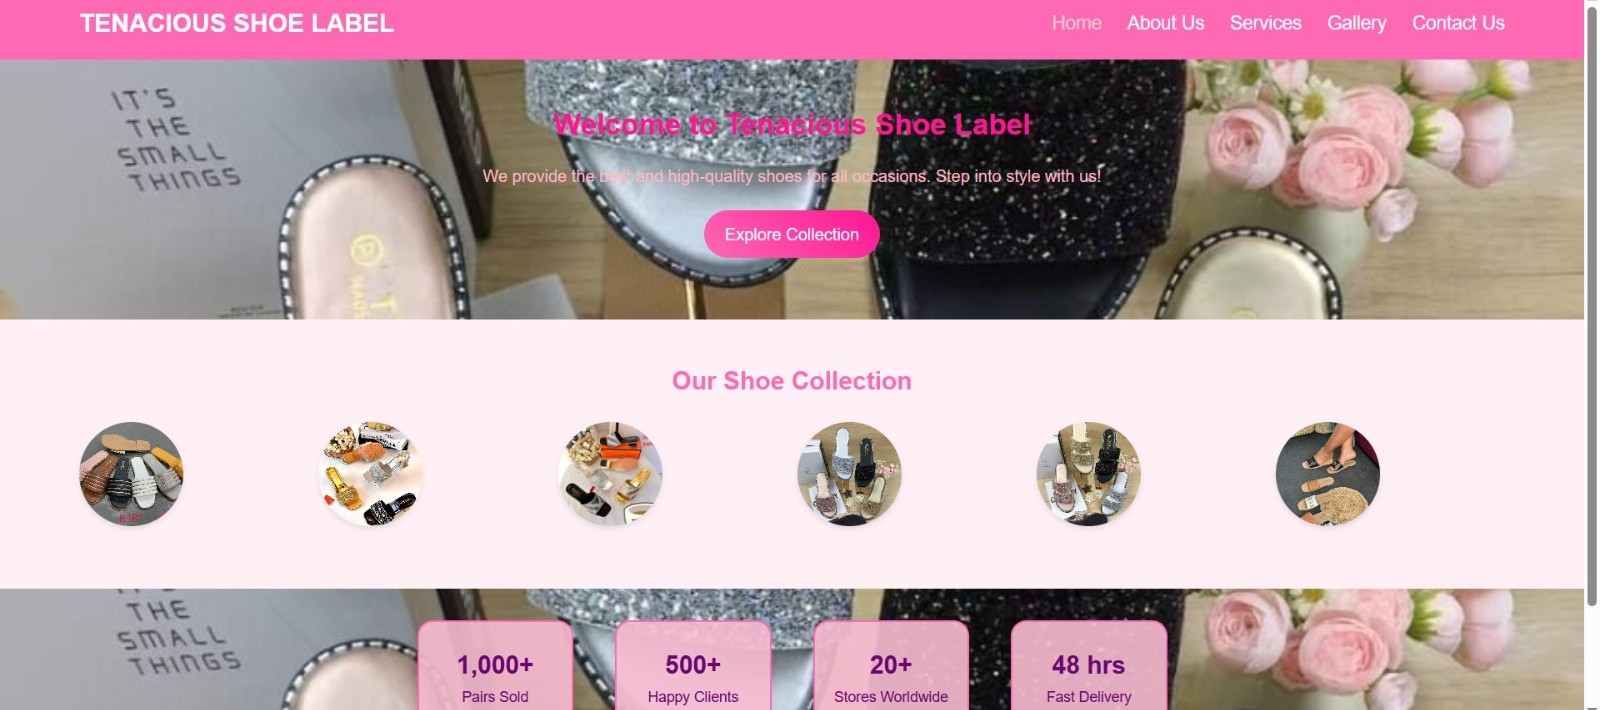 TENACIOUS SHOE LABEL
Home About Us Services Gallery Contact Us
IT'S
THE
SMALL
THINGS
Welcome to Tenacious Shoe Label
We provide the best and high-quality shoes for all occasions. Step into style with us!
Explore Collection
Our Shoe Collection
THE
SMALL
THINGS
1,000+
Pairs Sold
500+
Happy Clients
20+
Stores Worldwide
48 hrs
Fast Delivery